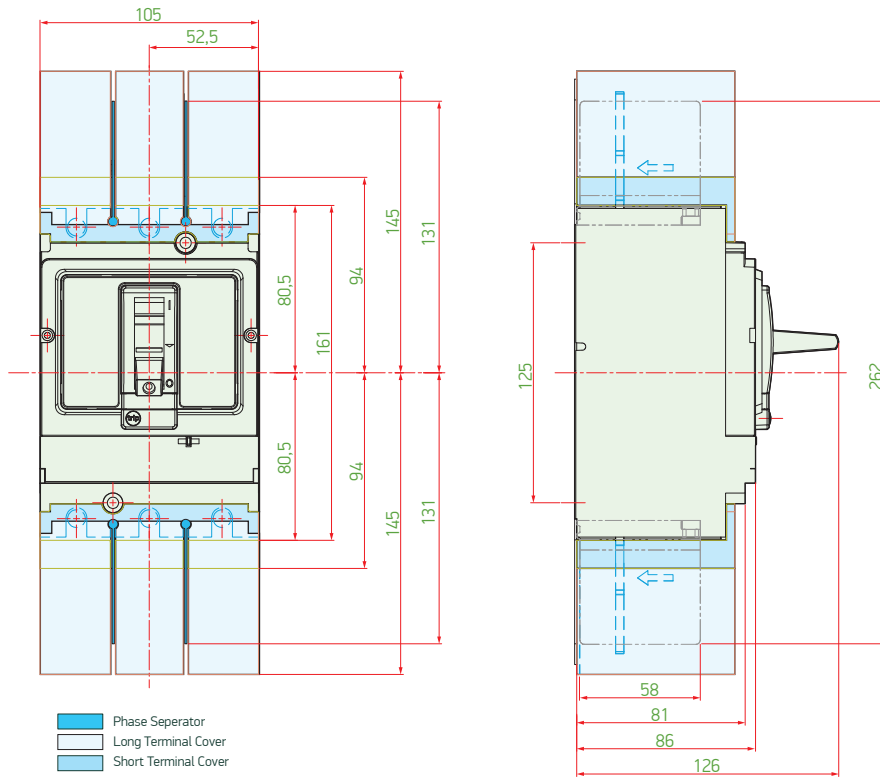 105
52,5
145
131
94
80,5
161
I
O
trip
80,5
94
131
145
125
262
58
81
86
126
Phase Seperator
Long Terminal Cover
Short Terminal Cover